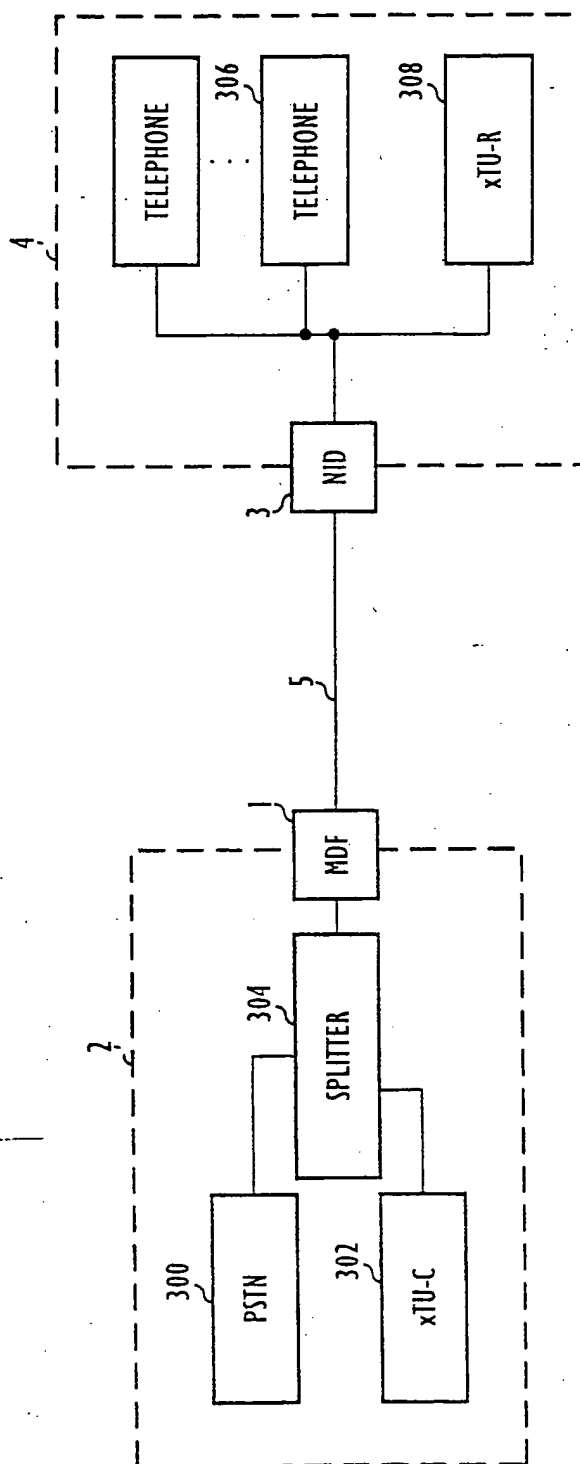 2
300
PSTN
302
xTU-C
304
SPLITTER
1
MDF
5
3
NID
4
TELEPHONE
306
TELEPHONE
308
xTU-R